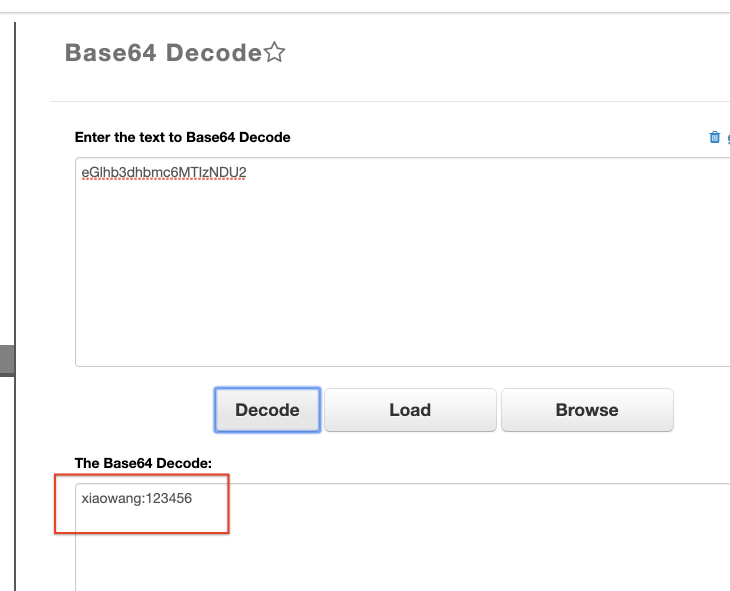 Base64 Decode
Enter the text to Base64 Decode
eGlhb3dhbmc6MTIzNDU2
Decode
Load
Browse
The Base64 Decode:
xiaowang:123456